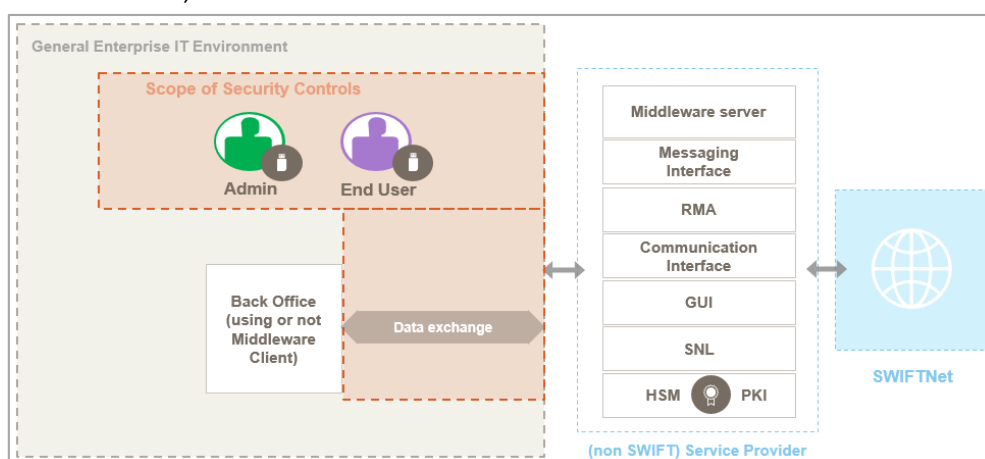 General Enterprise IT Environment
Scope of Security Controls
Admin
End User
Back Office
(using or not
Middleware
Client)
Data exchange
Middleware server
Messaging
Interface
RMA
Communication
Interface
GUI
SNL
HSM PKI
(non SWIFT) Service Provider
SWIFTNet